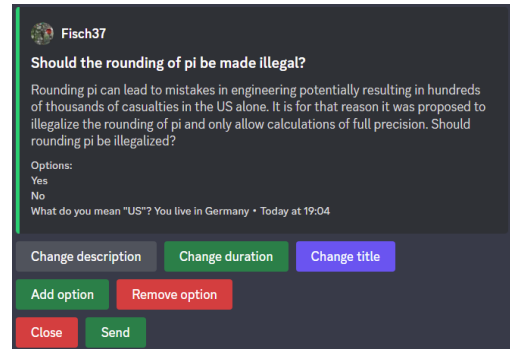 Fisch37
Should the rounding of pi be made illegal?
Rounding pi can lead to mistakes in engineering potentially resulting in hundreds
of thousands of casualties in the US alone. It is for that reason it was proposed to
illegalize the rounding of pi and only allow calculations of full precision. Should
rounding pi be illegalized?
Options:
Yes
No
What do you mean "US"? You live in Germany • Today at 19:04
Change description Change duration Change title
Add option Remove option
Close Send